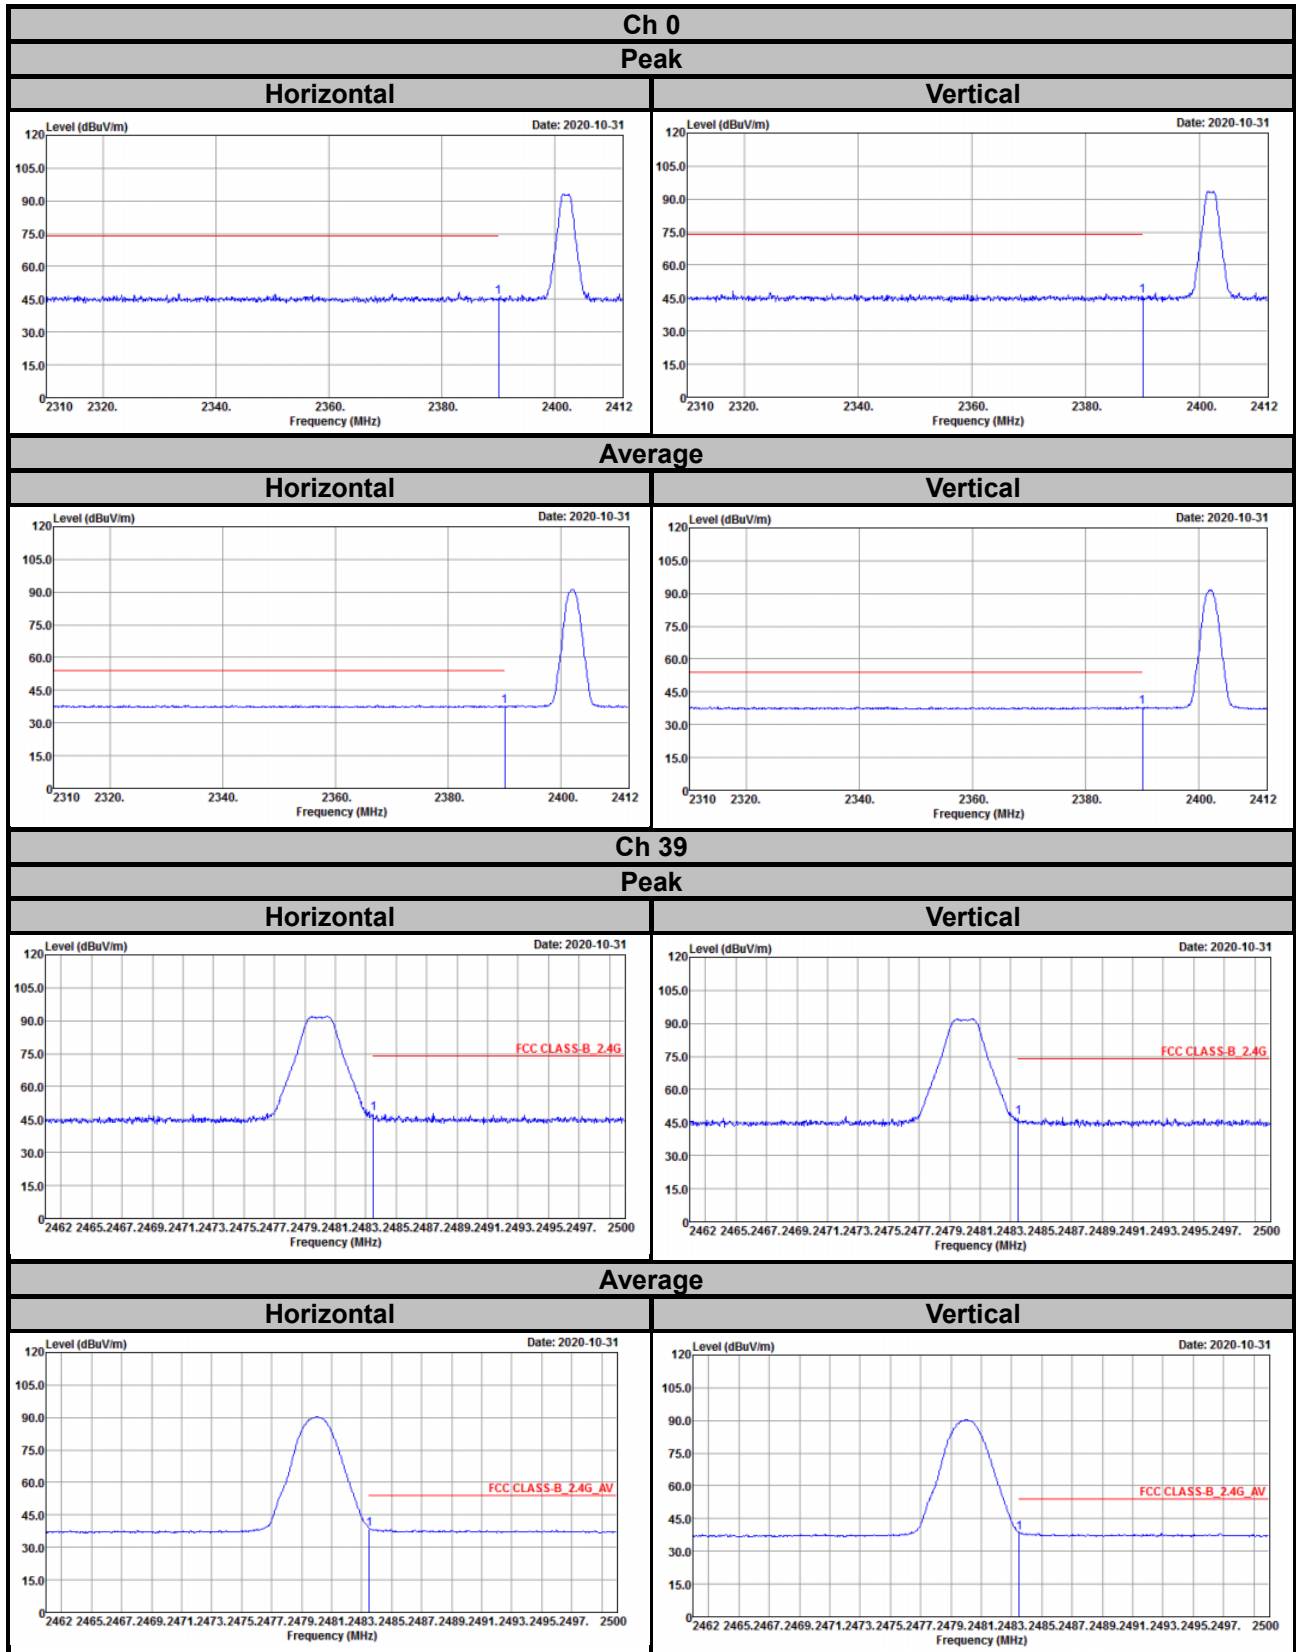 Ch 0
Peak
Horizontal Vertical
Level (dBuV/m) Date: 2020-10-31
120
105.0
90.0
75.0
60.0
45.0
30.0
15.0
0
1
2310 2320. 2340. 2360. 2380. 2400. 2412
Frequency (MHz)
Level (dBuV/m) Date: 2020-10-31
120
105.0
90.0
75.0
60.0
45.0
30.0
15.0
0
1
2310 2320. 2340. 2360. 2380. 2400. 2412
Frequency (MHz)
Average
Horizontal Vertical
Level (dBuV/m) Date: 2020-10-31
120
105.0
90.0
75.0
60.0
45.0
30.0
15.0
0
1
2310 2320. 2340. 2360. 2380. 2400. 2412
Frequency (MHz)
Level (dBuV/m) Date: 2020-10-31
120
105.0
90.0
75.0
60.0
45.0
30.0
15.0
0
1
2310 2320. 2340. 2360. 2380. 2400. 2412
Frequency (MHz)
Ch 39
Peak
Horizontal Vertical
Level (dBuV/m) Date: 2020-10-31
120
105.0
90.0
75.0
60.0
45.0
30.0
15.0
0
FCC CLASS-B_2.4G
1
2462 2465.2467.2469.2471.2473.2475.2477.2479.2481.2483.2485.2487.2489.2491.2493.2495.2497. 2500
Frequency (MHz)
Level (dBuV/m) Date: 2020-10-31
120
105.0
90.0
75.0
60.0
45.0
30.0
15.0
0
FCC CLASS-B_2.4G
1
2462 2465.2467.2469.2471.2473.2475.2477.2479.2481.2483.2485.2487.2489.2491.2493.2495.2497. 2500
Frequency (MHz)
Average
Horizontal Vertical
Level (dBuV/m) Date: 2020-10-31
120
105.0
90.0
75.0
60.0
45.0
30.0
15.0
0
FCC CLASS-B_2.4G_AV
1
2462 2465.2467.2469.2471.2473.2475.2477.2479.2481.2483.2485.2487.2489.2491.2493.2495.2497. 2500
Frequency (MHz)
Level (dBuV/m) Date: 2020-10-31
120
105.0
90.0
75.0
60.0
45.0
30.0
15.0
0
FCC CLASS-B_2.4G_AV
1
2462 2465.2467.2469.2471.2473.2475.2477.2479.2481.2483.2485.2487.2489.2491.2493.2495.2497. 2500
Frequency (MHz)